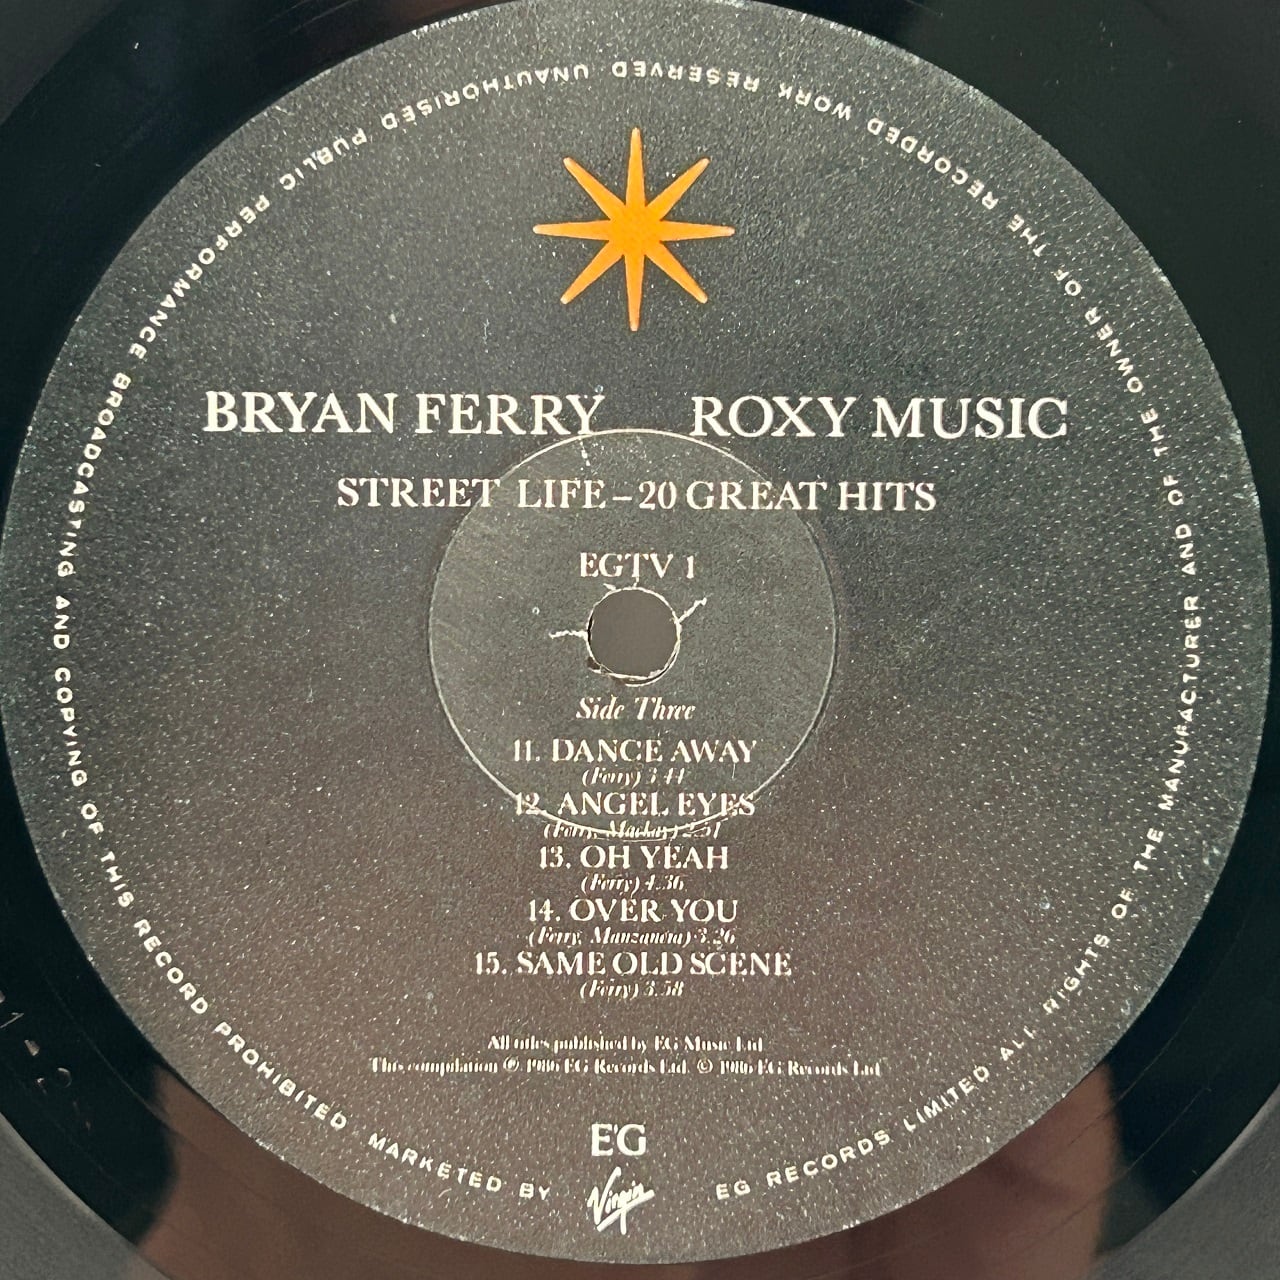 BRYAN FERRY ROXY MUSIC
STREET LIFE – 20 GREAT HITS
EGTV 1
Side Three
11. DANCE AWAY
(Ferry) 3.44
12. ANGEL EYES
(Ferry, Mackay) 2.51
13. OH YEAH
(Ferry) 4.36
14. OVER YOU
(Ferry, Manzanera) 3.26
15. SAME OLD SCENE
(Ferry) 3.58
All titles published by EG Music Ltd
This compilation ℗ 1986 EG Records Ltd. © 1986 EG Records Ltd
EG
Virgin
EG RECORDS LIMITED ALL RIGHTS OF THE MANUFACTURER AND OF THE OWNER OF THE RECORDED WORK RESERVED UNAUTHORISED PUBLIC PERFORMANCE BROADCASTING AND COPYING OF THIS RECORD PROHIBITED MARKETED BY